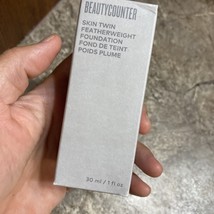 BEAUTYCOUNTER
SKIN TWIN
FEATHERWEIGHT
FOUNDATION
FOND DE TEINT
POIDS PLUME
30 ml / 1 fl oz